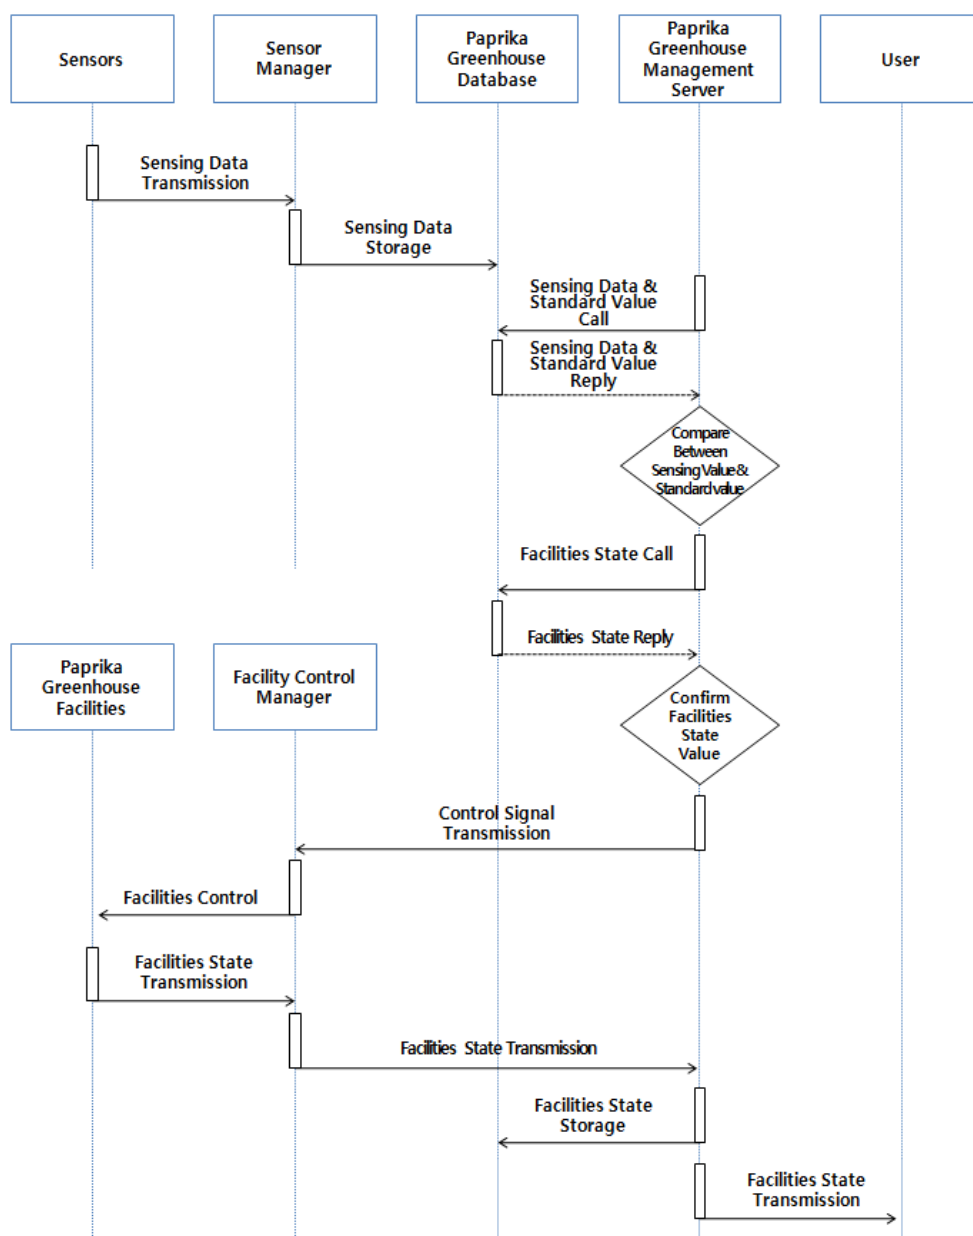 Sensors
Sensor
Manager
Paprika
Greenhouse
Database
Paprika
Greenhouse
Management
Server
User
Sensing Data
Transmission
Sensing Data
Storage
Sensing Data &
Standard Value
Call
Sensing Data &
Standard Value
Reply
Compare
Between
Sensing Value &
Standard value
Facilities State Call
Facilities State Reply
Paprika
Greenhouse
Facilities
Facility Control
Manager
Confirm
Facilities
State
Value
Control Signal
Transmission
Facilities Control
Facilities State
Transmission
Facilities State Transmission
Facilities State
Storage
Facilities State
Transmission